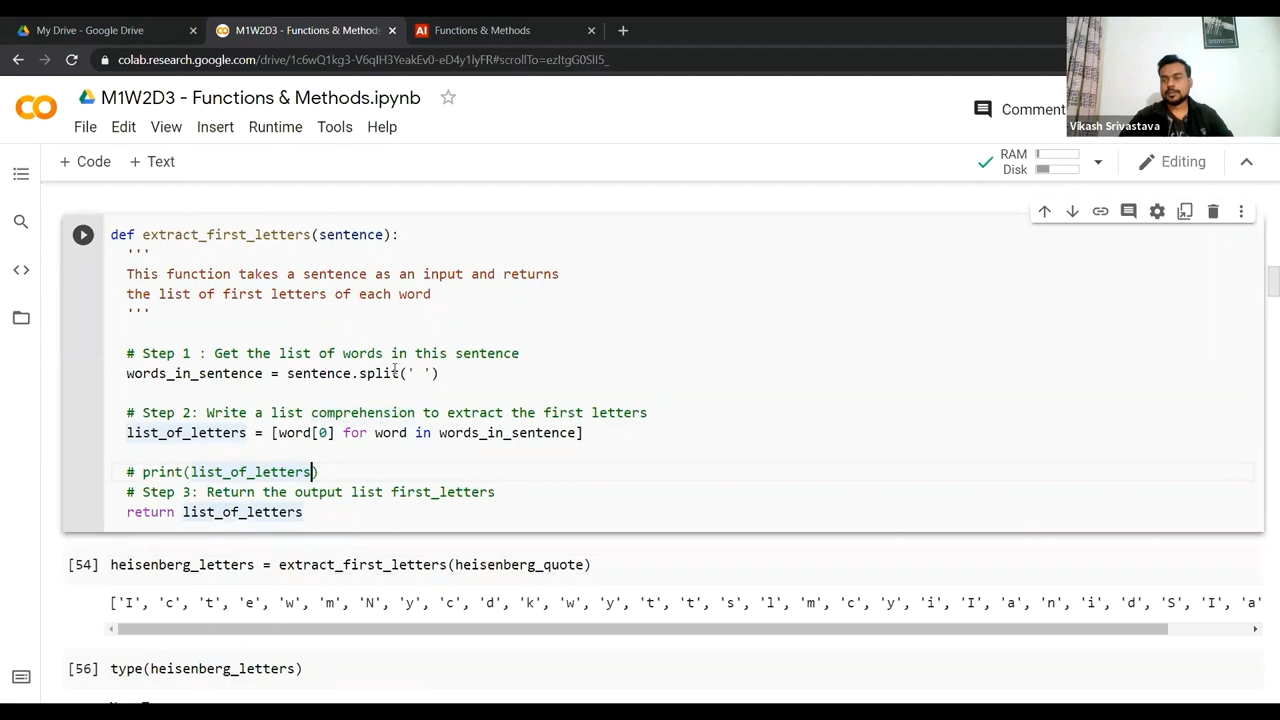 My Drive - Google Drive
M1W2D3 - Functions & Methods
AI Functions & Methods
colab.research.google.com/drive/1c6wQ1kg3-V6qIH3YeakEv0-eD4y1lyFR#scrollTo=ezItgG0SlI5_
CO
M1W2D3 - Functions & Methods.ipynb
Comment
Vikash Srivastava
File Edit View Insert Runtime Tools Help
+ Code + Text
RAM
Disk
Editing
def extract_first_letters(sentence):
'''
This function takes a sentence as an input and returns
the list of first letters of each word
'''
# Step 1 : Get the list of words in this sentence
words_in_sentence = sentence.split(' ')
# Step 2: Write a list comprehension to extract the first letters
list_of_letters = [word[0] for word in words_in_sentence]
# print(list_of_letters)
# Step 3: Return the output list first_letters
return list_of_letters
[54] heisenberg_letters = extract_first_letters(heisenberg_quote)
['I', 'c', 't', 'e', 'w', 'm', 'N', 'y', 'c', 'd', 'k', 'w', 'y', 't', 't', 's', 'l', 'm', 'c', 'y', 'i', 'I', 'a', 'n', 'i', 'd', 'S', 'I', 'a'
[56] type(heisenberg_letters)